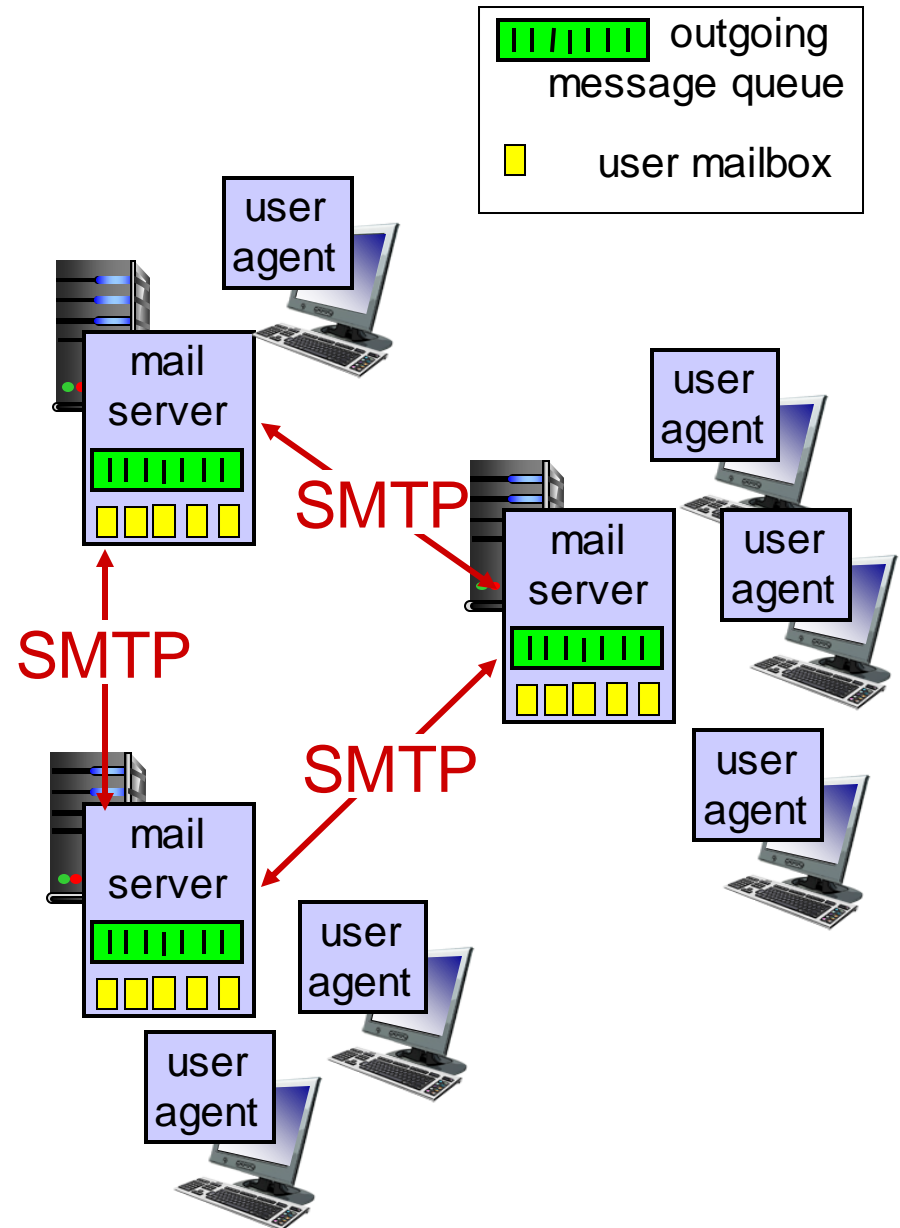 outgoing
message queue
user mailbox
user
agent
mail
server
SMTP
user
agent
mail
server
user
agent
SMTP
SMTP
user
agent
mail
server
user
agent
user
agent